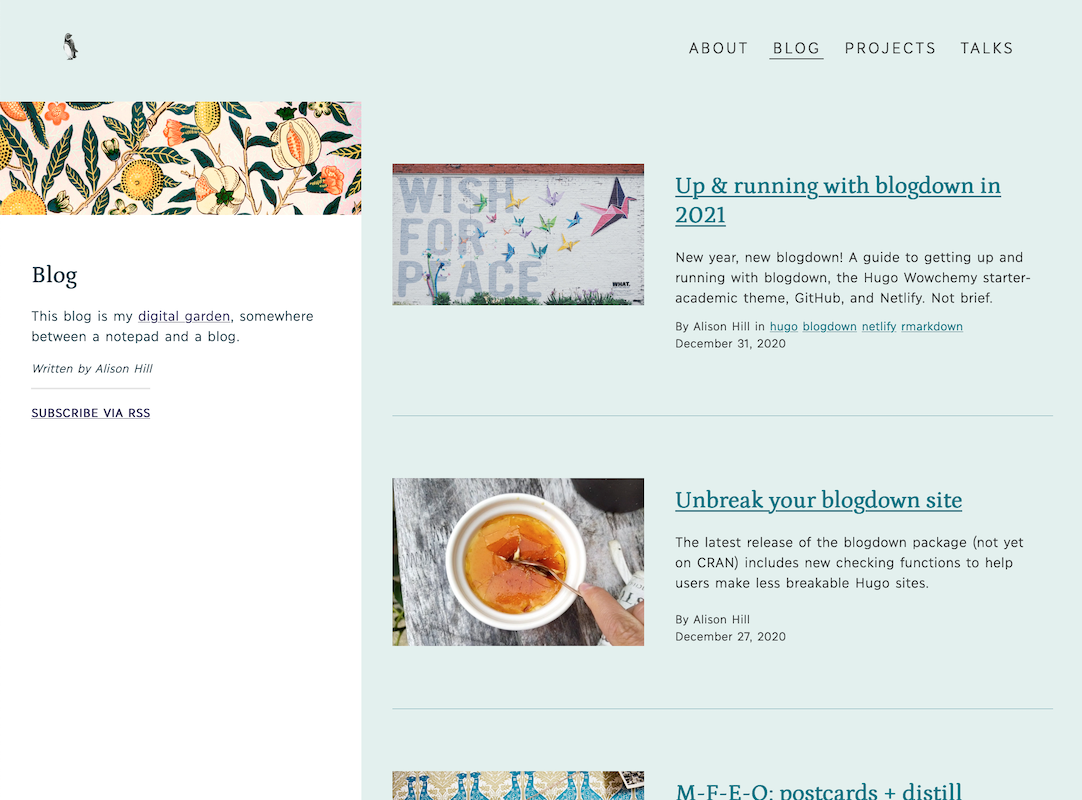 ABOUT BLOG PROJECTS TALKS
Blog
This blog is my digital garden, somewhere
between a notepad and a blog.
Written by Alison Hill
SUBSCRIBE VIA RSS
WISH
FOR
PEACE
WHAT.
Up & running with blogdown in
2021
New year, new blogdown! A guide to getting up and
running with blogdown, the Hugo Wowchemy starter-
academic theme, GitHub, and Netlify. Not brief.
By Alison Hill in hugo blogdown netlify rmarkdown
December 31, 2020
Unbreak your blogdown site
The latest release of the blogdown package (not yet
on CRAN) includes new checking functions to help
users make less breakable Hugo sites.
By Alison Hill
December 27, 2020
M-F-E-O: postcards + distill